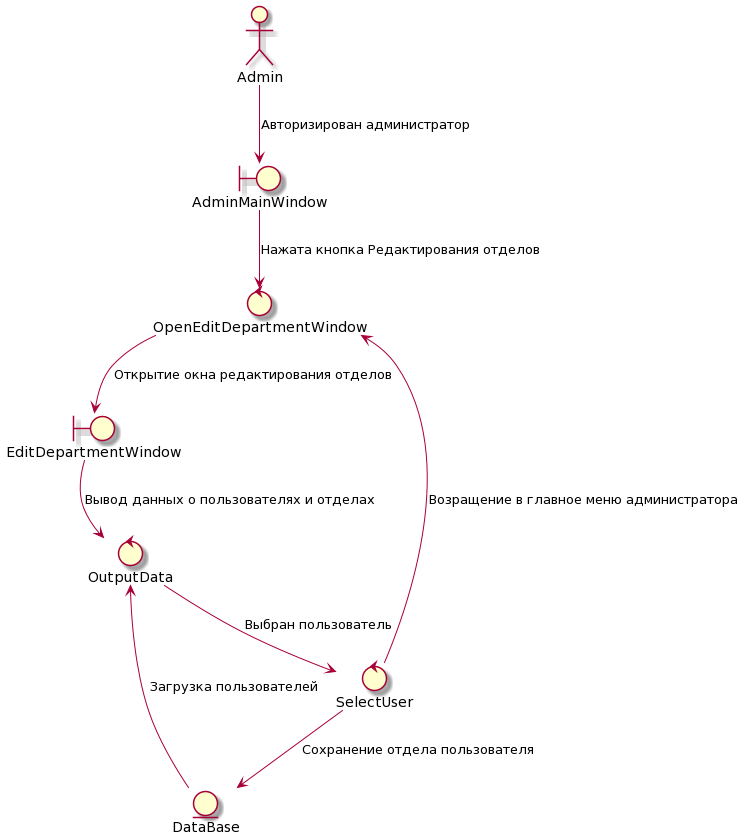 Admin
Авторизирован администратор
AdminMainWindow
Нажата кнопка Редактирования отделов
OpenEditDepartmentWindow
Открытие окна редактирования отделов
EditDepartmentWindow
Вывод данных о пользователях и отделах
Возращение в главное меню администратора
OutputData
Выбран пользователь
Загрузка пользователей
SelectUser
Сохранение отдела пользователя
DataBase